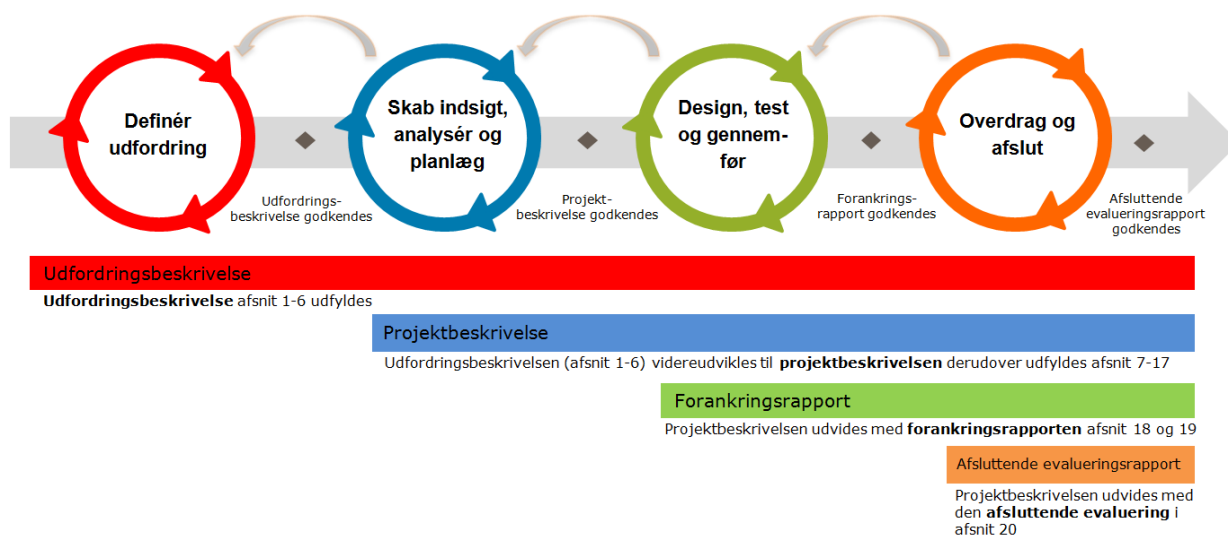 Definér
udfordring
Skab indsigt,
analysér og
planlæg
Design, test
og gennem-
før
Overdrag og
afslut
Udfordrings-
beskrivelse godkendes
Projekt-
beskrivelse godkendes
Forankrings-
rapport godkendes
Afsluttende
evalueringsrapport
godkendes
Udfordringsbeskrivelse
Udfordringsbeskrivelse afsnit 1-6 udfyldes
Projektbeskrivelse
Udfordringsbeskrivelsen (afsnit 1-6) videreudvikles til projektbeskrivelsen derudover udfyldes afsnit 7-17
Forankringsrapport
Projektbeskrivelsen udvides med forankringsrapporten afsnit 18 og 19
Afsluttende evalueringsrapport
Projektbeskrivelsen udvides med
den afsluttende evaluering i
afsnit 20